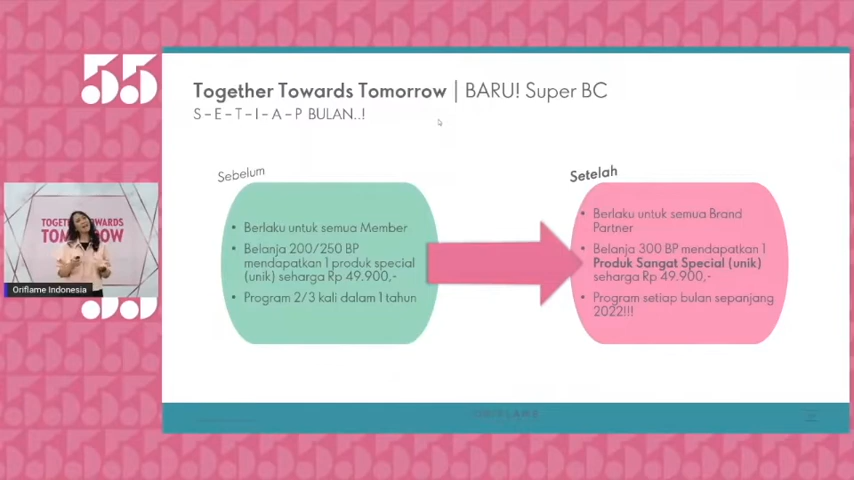 55
Together Towards Tomorrow | BARU! Super BC
S – E – T – I – A – P BULAN..!
Sebelum
• Berlaku untuk semua Member
• Belanja 200/250 BP
mendapatkan 1 produk special
(unik) seharga Rp 49.900,-
• Program 2/3 kali dalam 1 tahun
Setelah
• Berlaku untuk semua Brand
Partner
• Belanja 300 BP mendapatkan 1
Produk Sangat Special (unik)
seharga Rp 49.900,-
• Program setiap bulan sepanjang
2022!!!
TOGETHER TOWARDS
Oriflame Indonesia
ORIFLAME